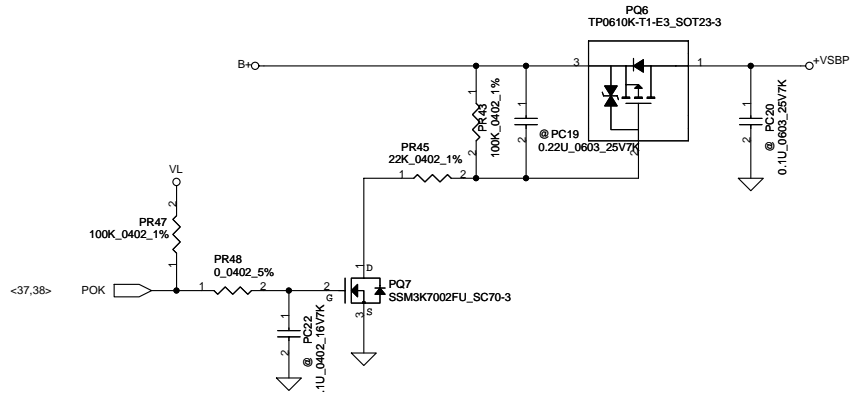 PQ6
TP0610K-T1-E3_SOT23-3
B+
3
1
+VSBP
1
PR43
100K_0402_1%
2
1
2
@ PC19
0.22U_0603_25V7K
2
1
2
@ PC20
0.1U_0603_25V7K
PR45
22K_0402_1%
1
2
VL
2
PR47
100K_0402_1%
1
PR48
0_0402_5%
<37,38>
POK
1
2
2
G
1
D
S
3
PQ7
SSM3K7002FU_SC70-3
1
2
@ PC22
.1U_0402_16V7K